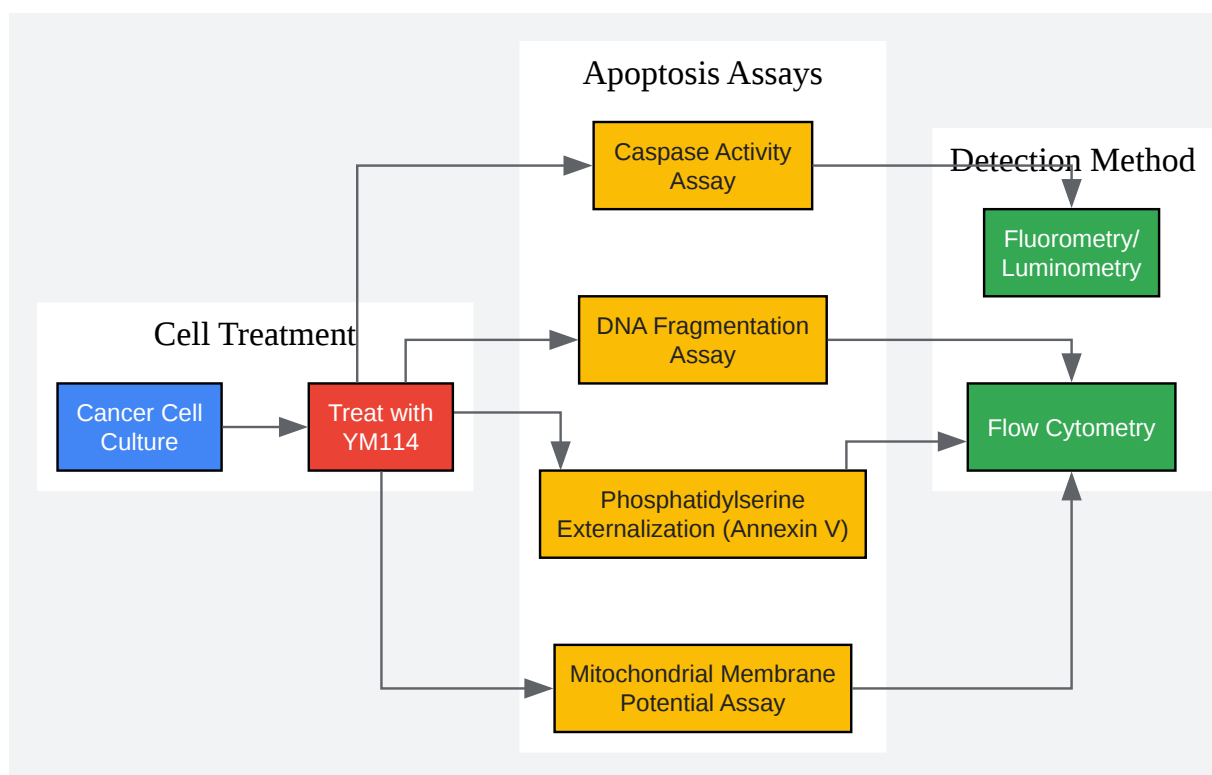 Apoptosis Assays
Caspase Activity
Assay
Detection Method
Fluorometry/
Luminometry
Cell Treatment
DNA Fragmentation
Assay
Cancer Cell
Culture
Treat with
YM114
Flow Cytometry
Phosphatidylserine
Externalization (Annexin V)
Mitochondrial Membrane
Potential Assay